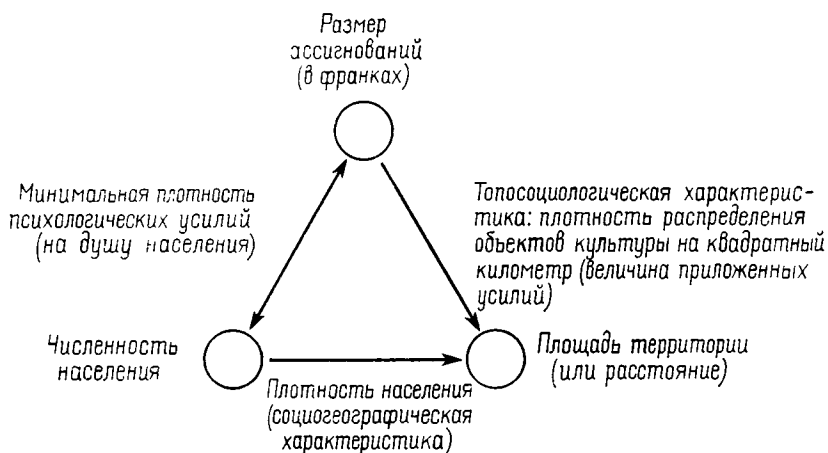 Размер
ассигнований
(в франках)
Минимальная плотность
психологических усилий
(на душу населения)
Топосоциологическая характерис-
тика: плотность распределения
объектов культуры на квадратный
километр (величина приложенных
усилий)
Численность
населения
Площадь территории
(или расстояние)
Плотность населения
(социогеографическая
характеристика)